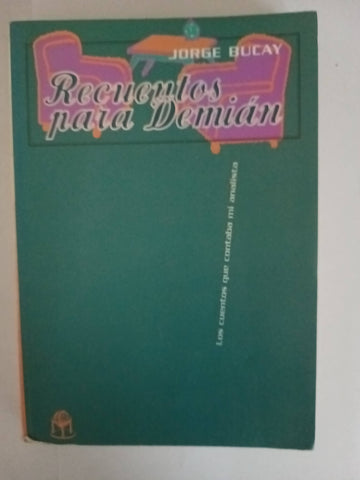 JORGE BUCAY
Recuentos
para Demián
Los cuentos que contaba mi analista